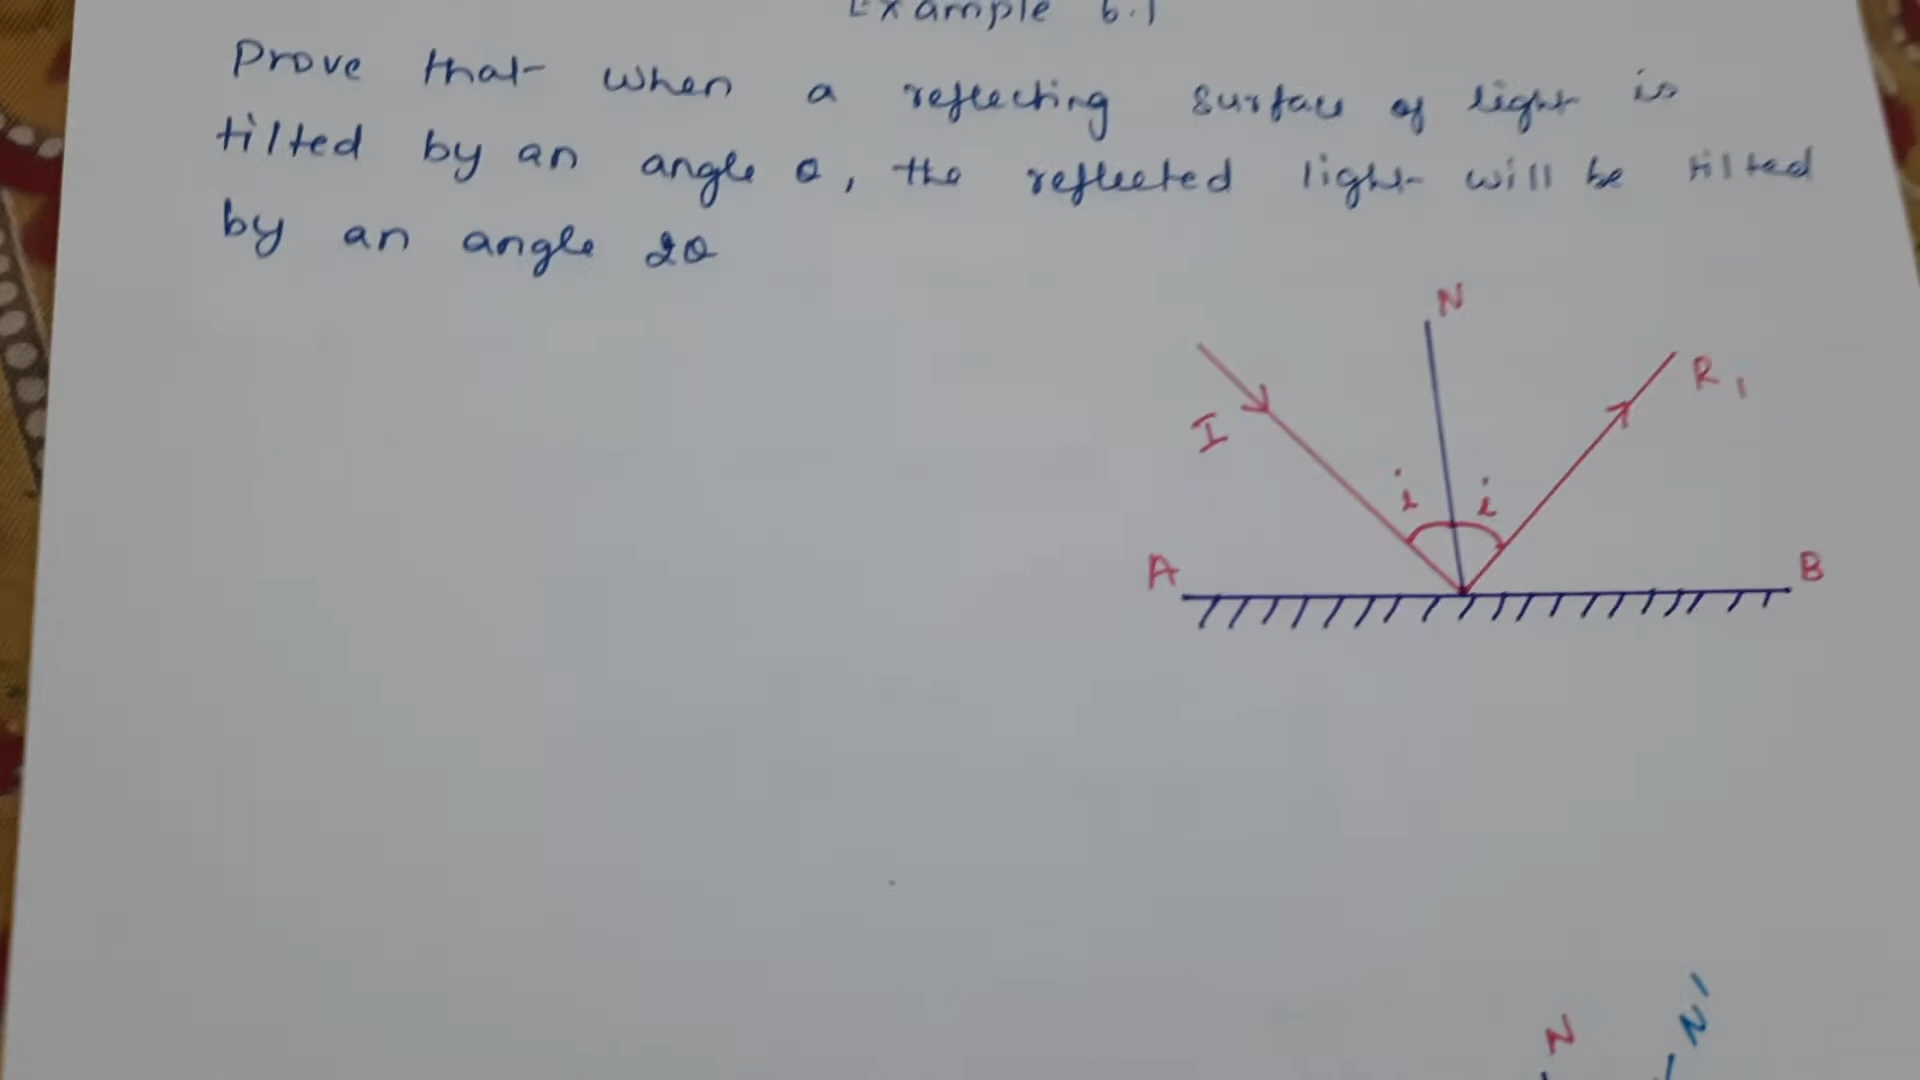 Example 6.1
Prove that when a reflecting surface of light is
tilted by an angle θ, the reflected light will be tilted
by an angle 2θ
N
R1
I
i i
A
B
N
N'